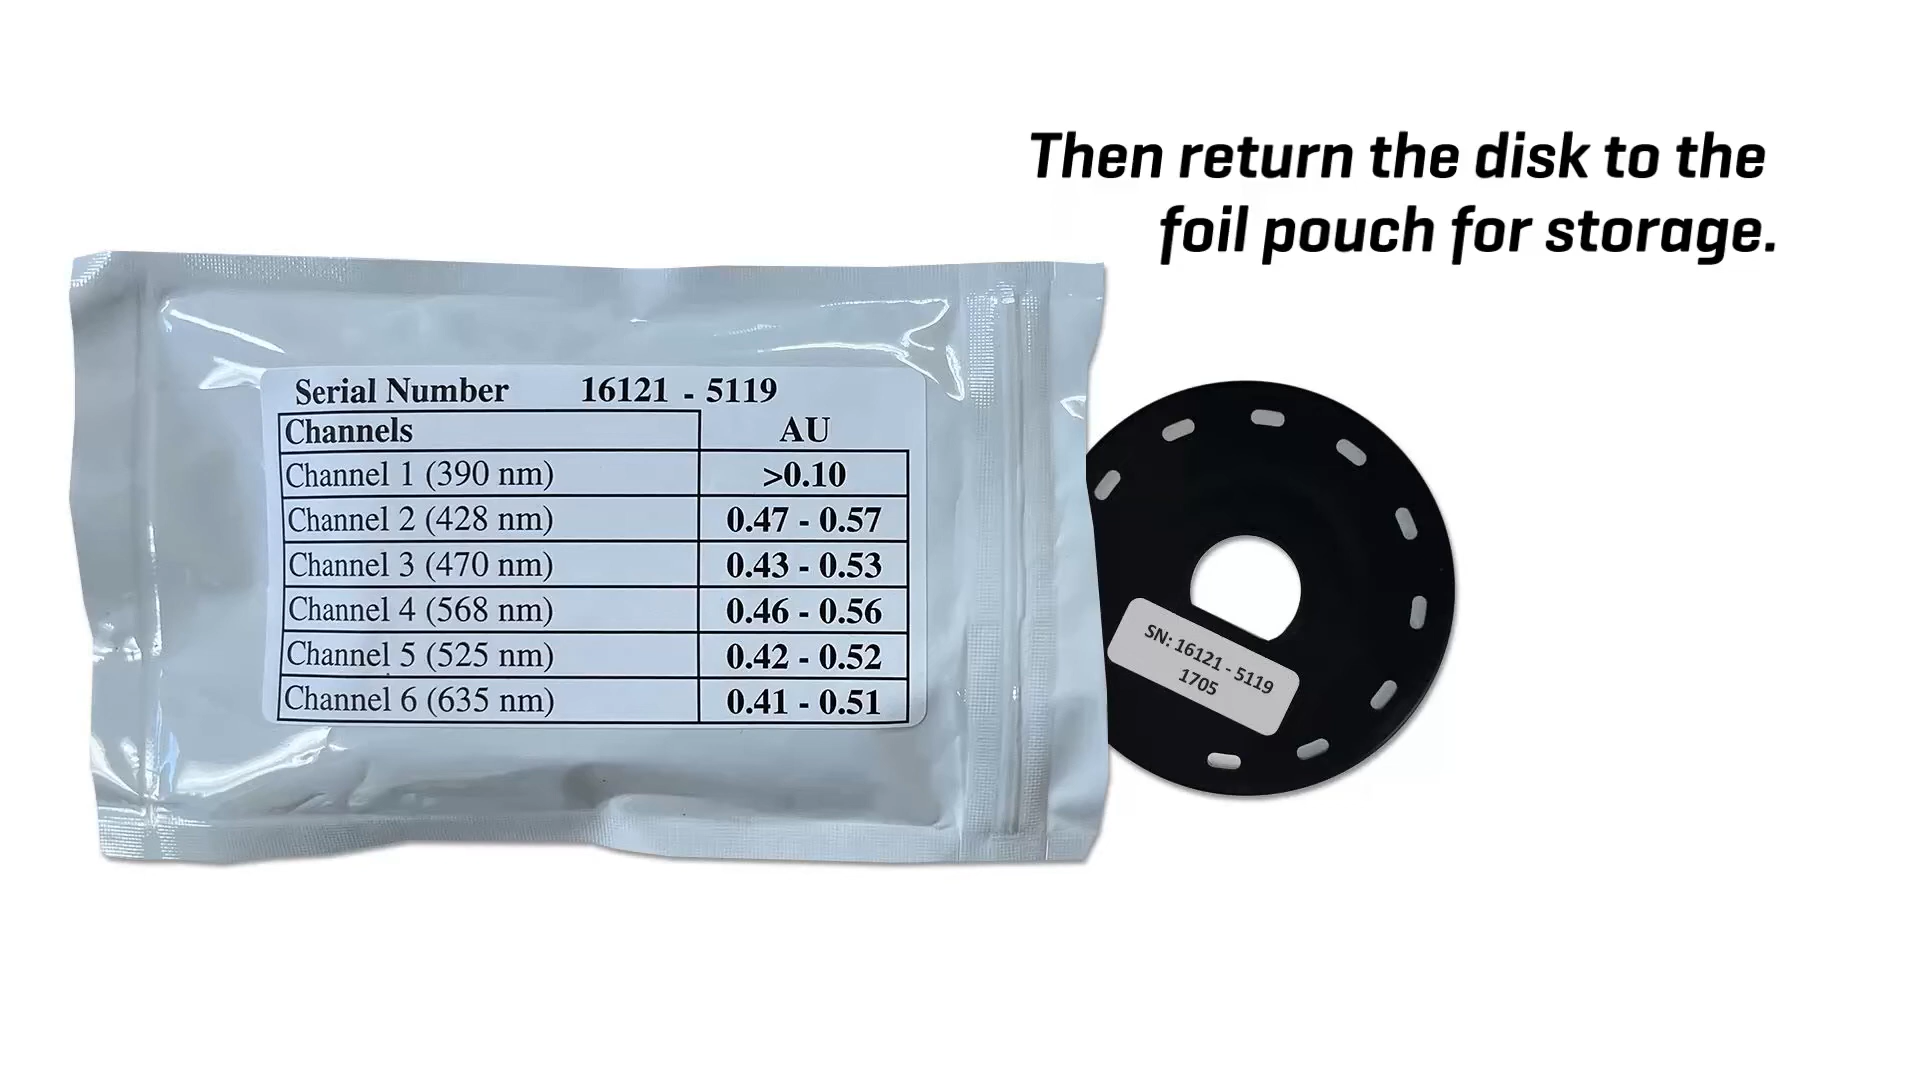 Then return the disk to the
foil pouch for storage.
Serial Number 16121 - 5119
Channels AU
Channel 1 (390 nm) >0.10
Channel 2 (428 nm) 0.47 - 0.57
Channel 3 (470 nm) 0.43 - 0.53
Channel 4 (568 nm) 0.46 - 0.56
Channel 5 (525 nm) 0.42 - 0.52
Channel 6 (635 nm) 0.41 - 0.51
SN: 16121 - 5119
1705